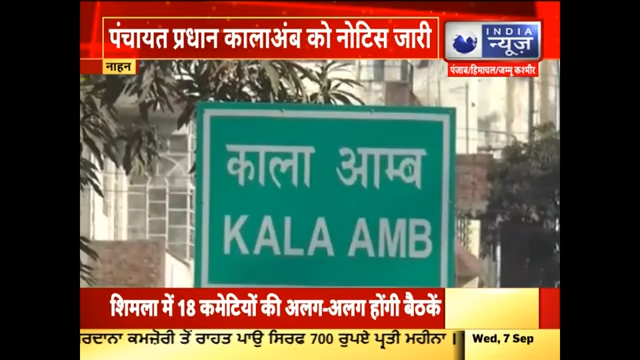 पंचायत प्रधान कालाअंब को नोटिस जारी
INDIA
न्यूज़
नाहन
पंजाब/हिमाचल/जम्मू कश्मीर
काला आम्ब
KALA AMB
शिमला में 18 कमेटियों की अलग-अलग होंगी बैठकें
ਰਦਾਨਾ ਕਮਜ਼ੋਰੀ ਤੋਂ ਰਾਹਤ ਪਾਉ ਸਿਰਫ 700 ਰੁਪਏ ਪ੍ਰਤੀ ਮਹੀਨਾ।
Wed, 7 Sep